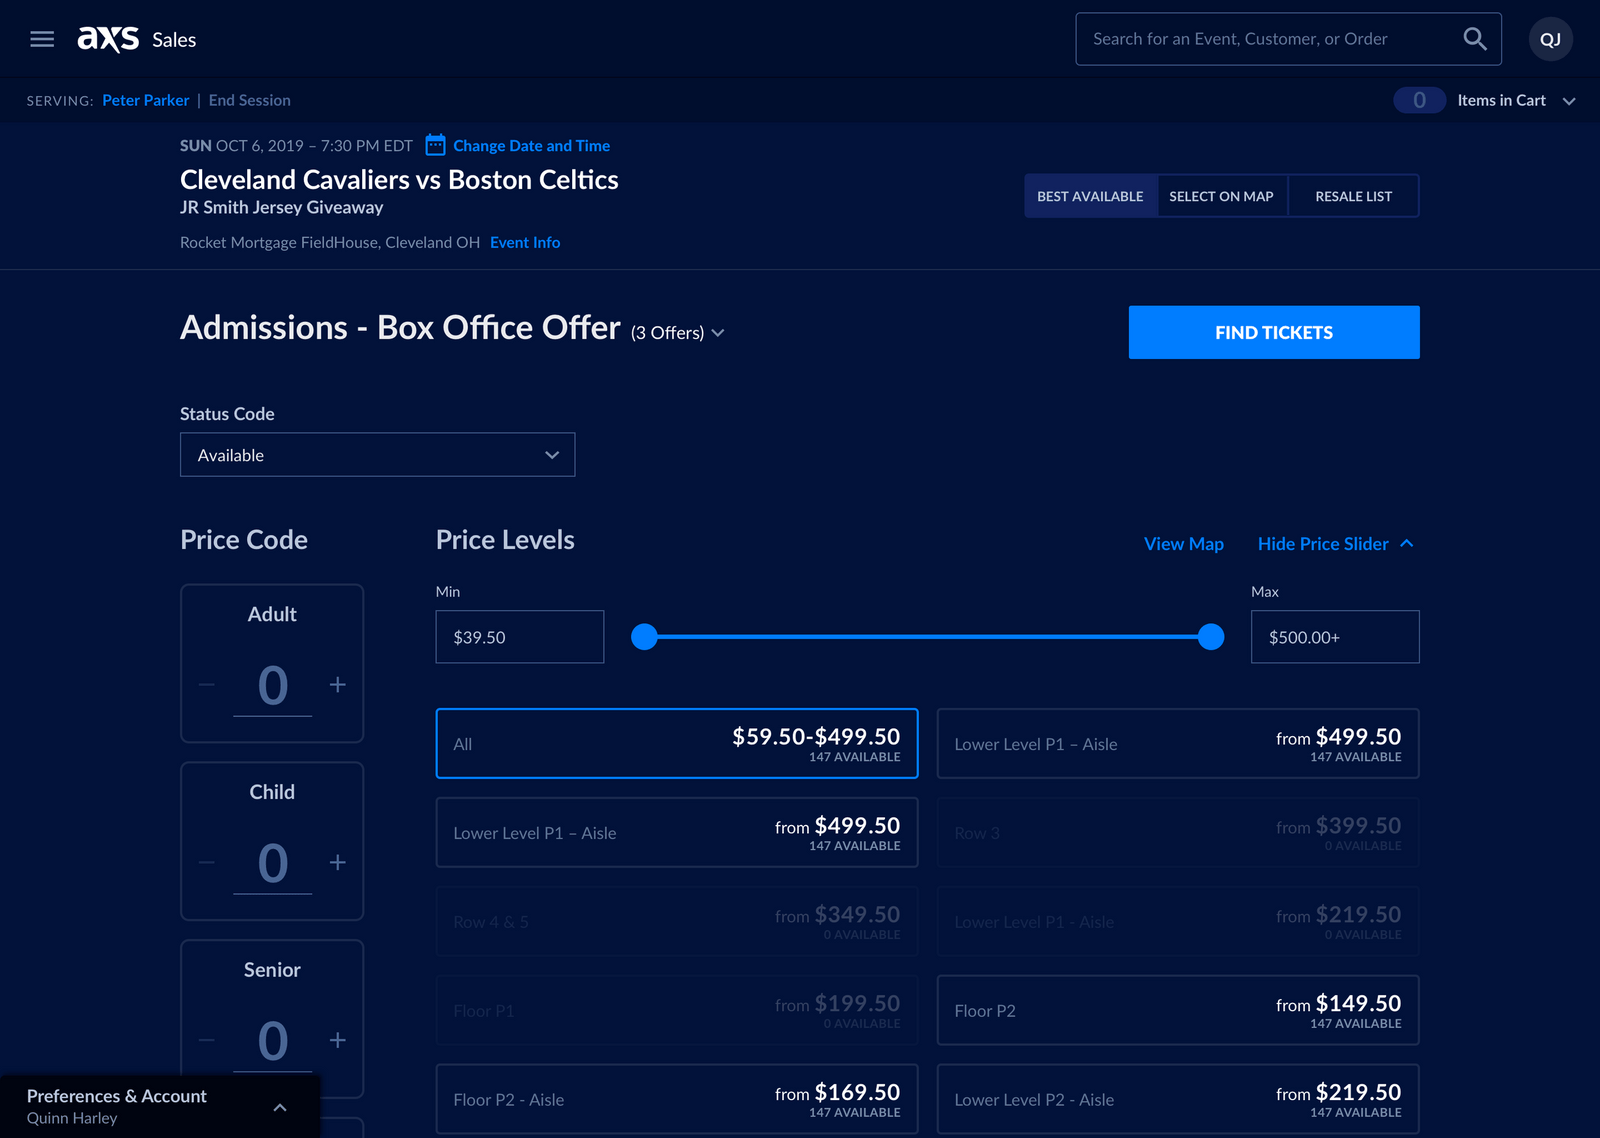 axs Sales
Search for an Event, Customer, or Order
QJ
SERVING: Peter Parker | End Session
0 Items in Cart
SUN OCT 6, 2019 – 7:30 PM EDT Change Date and Time
Cleveland Cavaliers vs Boston Celtics
JR Smith Jersey Giveaway
Rocket Mortgage FieldHouse, Cleveland OH Event Info
BEST AVAILABLE SELECT ON MAP RESALE LIST
Admissions - Box Office Offer (3 Offers)
FIND TICKETS
Status Code
Available
Price Code
Adult
0
Child
0
Senior
0
Price Levels
View Map Hide Price Slider
Min
$39.50
Max
$500.00+
All $59.50-$499.50
147 AVAILABLE
Lower Level P1 – Aisle from $499.50
147 AVAILABLE
Lower Level P1 – Aisle from $499.50
147 AVAILABLE
Row 3 from $399.50
0 AVAILABLE
Row 4 & 5 from $349.50
0 AVAILABLE
Lower Level P1 - Aisle from $219.50
0 AVAILABLE
Floor P1 from $199.50
0 AVAILABLE
Floor P2 from $149.50
147 AVAILABLE
Floor P2 - Aisle from $169.50
147 AVAILABLE
Lower Level P2 - Aisle from $219.50
147 AVAILABLE
Preferences & Account
Quinn Harley